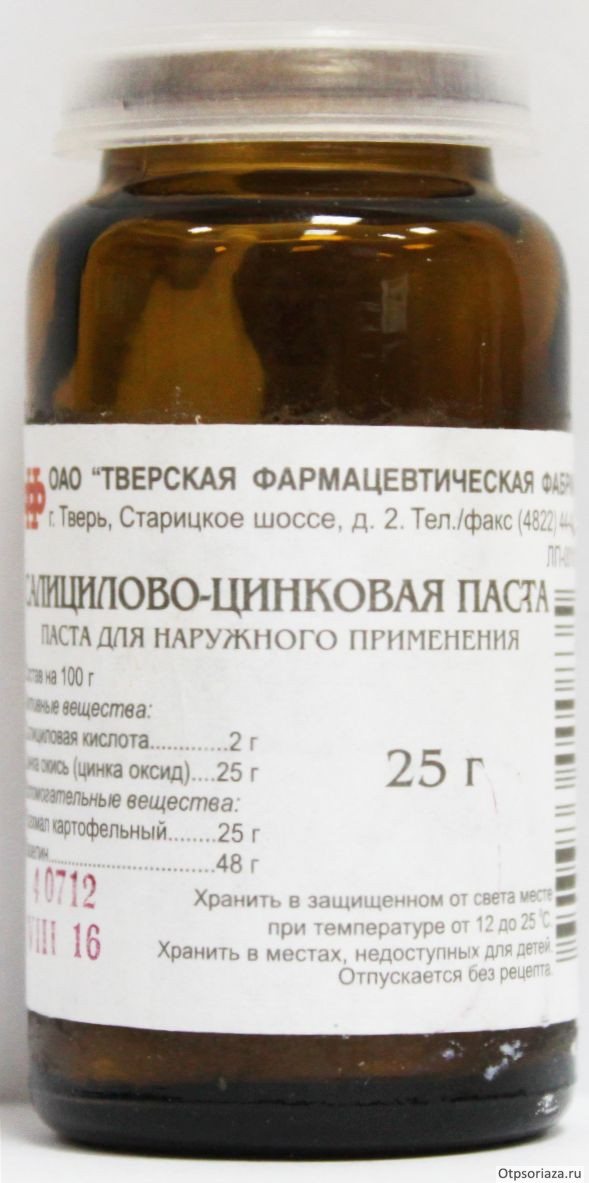 ОАО “ТВЕРСКАЯ ФАРМАЦЕВТИЧЕСКАЯ
г. Тверь, Старицкое шоссе, д. 2. Тел./факс (4822)
САЛИЦИЛОВО-ЦИНКОВАЯ ПАСТА
ПАСТА ДЛЯ НАРУЖНОГО ПРИМЕНЕНИЯ
на 100 г
вещества:
кислота............2 г
окись (цинка оксид)....25 г
вещества:
картофельный........25 г
48 г
25 г
40712
VIII 16
Хранить в защищенном от света месте
при температуре от 12 до 25 °С.
Хранить в местах, недоступных для детей.
Отпускается без рецепта.
Otpsoriaza.ru